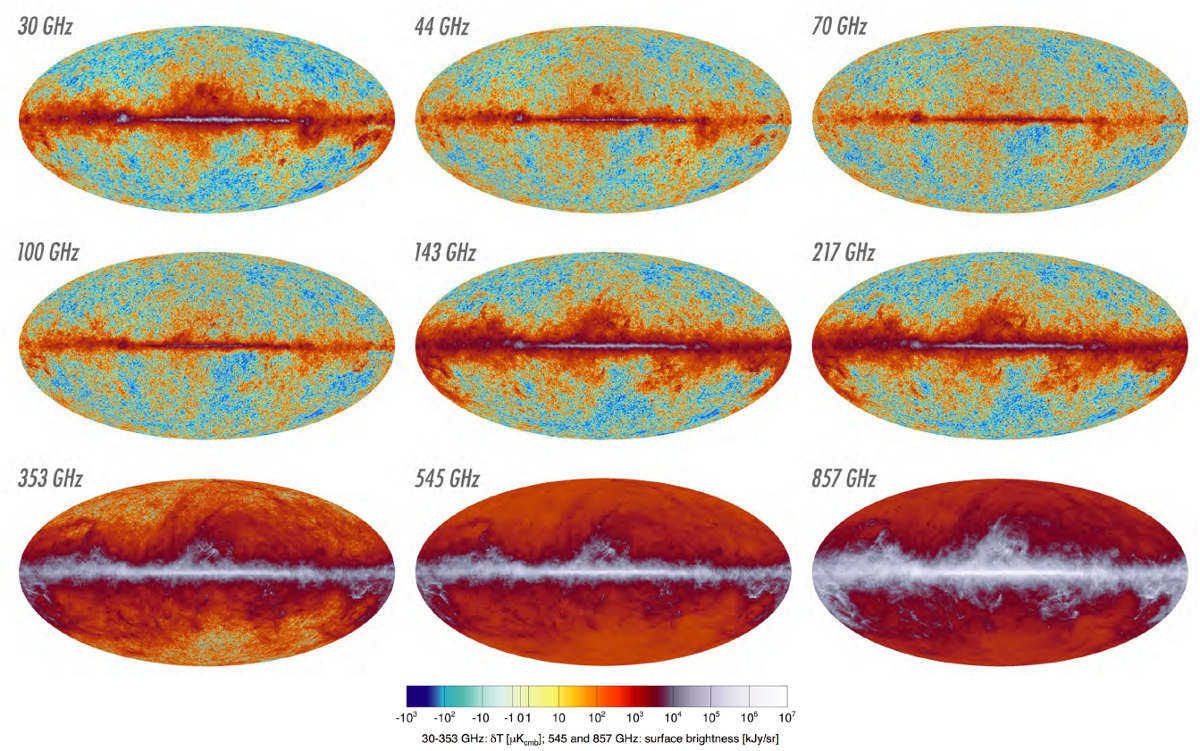 30 GHz 44 GHz 70 GHz
100 GHz 143 GHz 217 GHz
353 GHz 545 GHz 857 GHz
-10³ -10² -10 -1 0 1 10 10² 10³ 10⁴ 10⁵ 10⁶ 10⁷
30-353 GHz: δT [μK_cmb]; 545 and 857 GHz: surface brightness [kJy/sr]